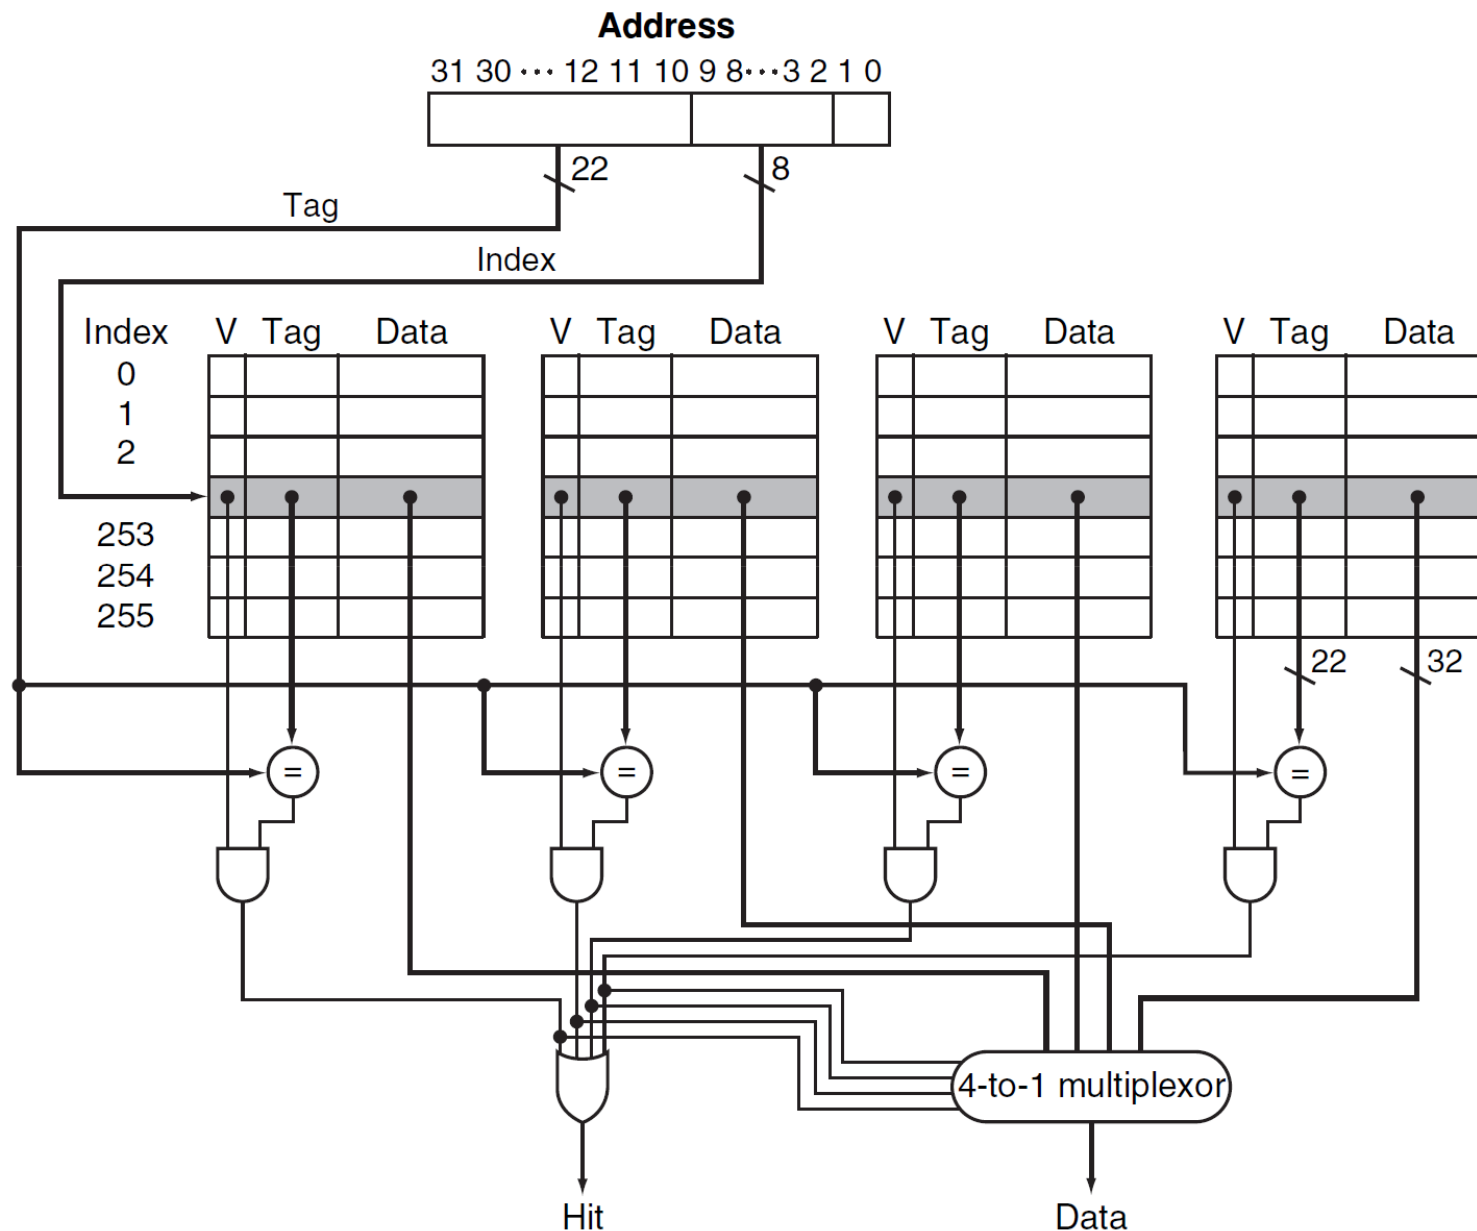 Address
31 30 ··· 12 11 10 9 8···3 2 1 0
22 8
Tag
Index
Index V Tag Data V Tag Data V Tag Data V Tag Data
0
1
2
253
254
255
22 32
= = = =
4-to-1 multiplexor
Hit Data